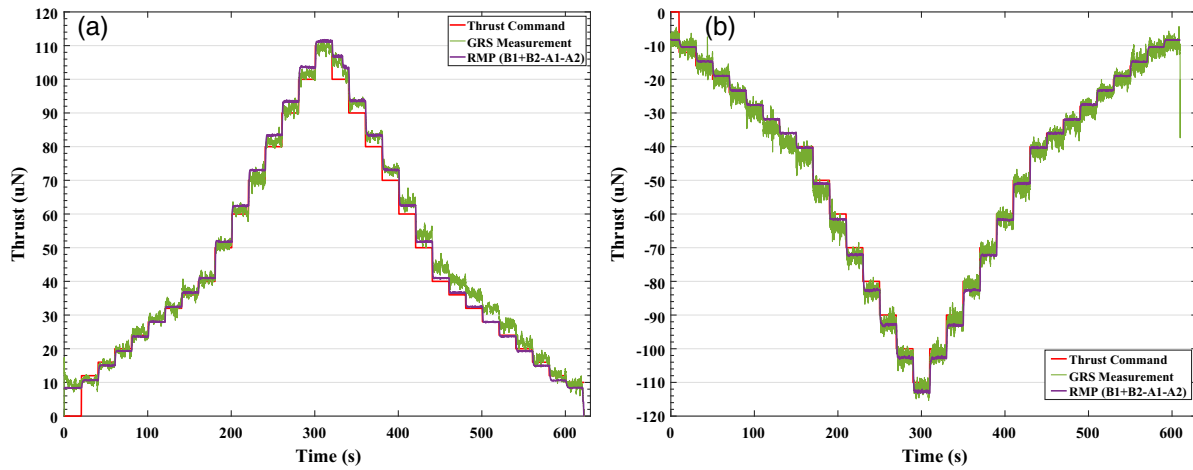 (a)
Thrust Command
GRS Measurement
RMP (B1+B2-A1-A2)
110
100
90
80
70
60
50
40
30
20
10
0
Thrust (uN)
0 100 200 300 400 500 600
Time (s)
(b)
0
-10
-20
-30
-40
-50
-60
-70
-80
-90
-100
-110
-120
Thrust (uN)
Thrust Command
GRS Measurement
RMP (B1+B2-A1-A2)
0 100 200 300 400 500 600
Time (s)